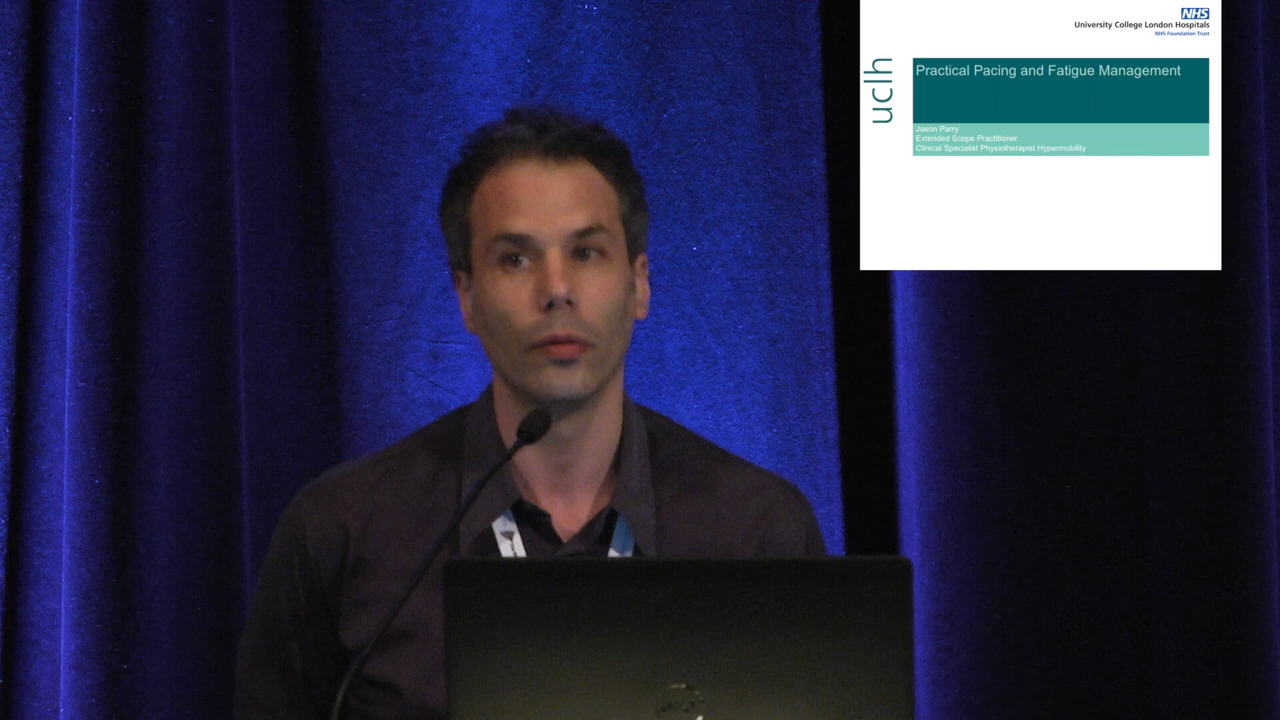 NHS
University College London Hospitals
NHS Foundation Trust
uclh
Practical Pacing and Fatigue Management
Jason Parry
Extended Scope Practitioner
Clinical Specialist Physiotherapist Hypermobility